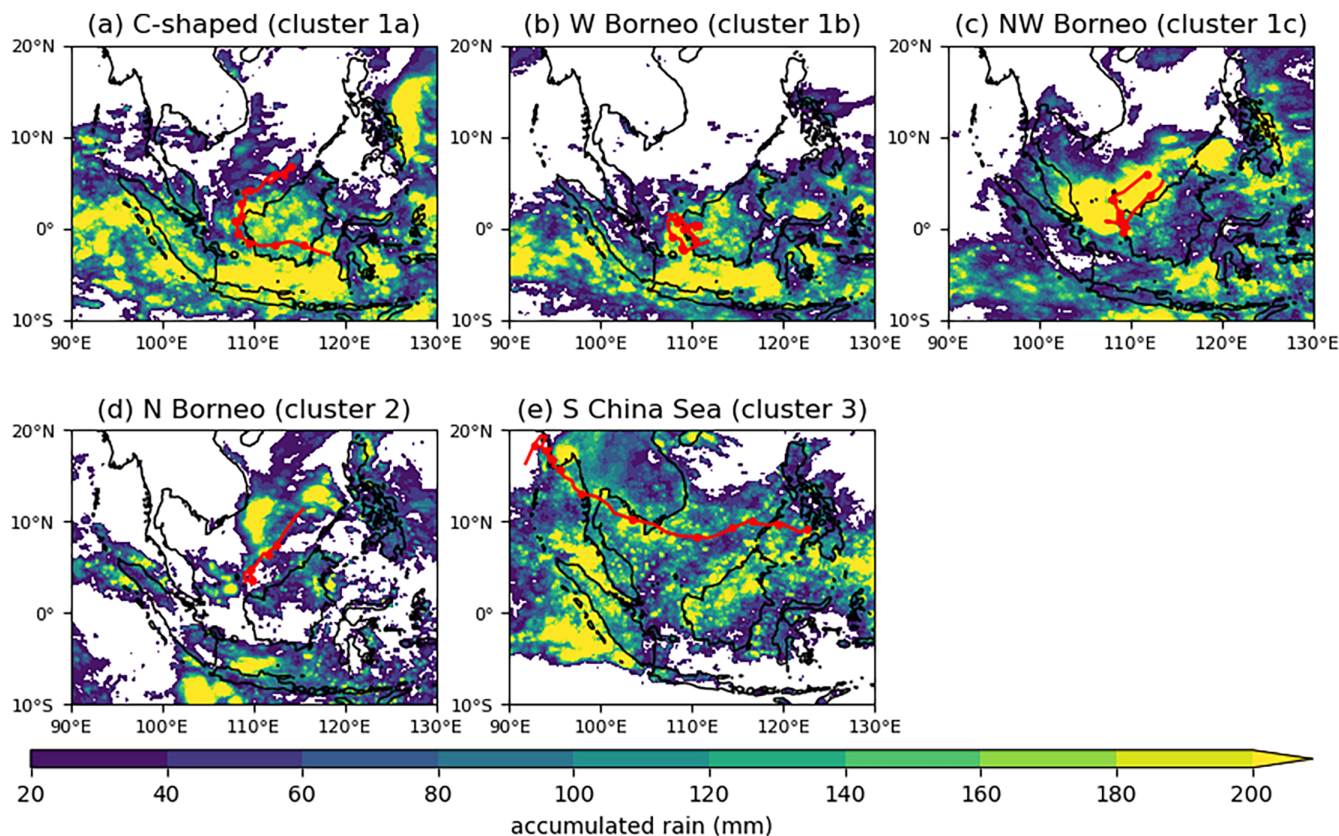 (a) C-shaped (cluster 1a)
(b) W Borneo (cluster 1b)
(c) NW Borneo (cluster 1c)
20°N
10°N
0°
10°S
90°E 100°E 110°E 120°E 130°E
20°N
10°N
0°
10°S
90°E 100°E 110°E 120°E 130°E
20°N
10°N
0°
10°S
90°E 100°E 110°E 120°E 130°E
(d) N Borneo (cluster 2)
(e) S China Sea (cluster 3)
20°N
10°N
0°
10°S
90°E 100°E 110°E 120°E 130°E
20°N
10°N
0°
10°S
90°E 100°E 110°E 120°E 130°E
20 40 60 80 100 120 140 160 180 200
accumulated rain (mm)